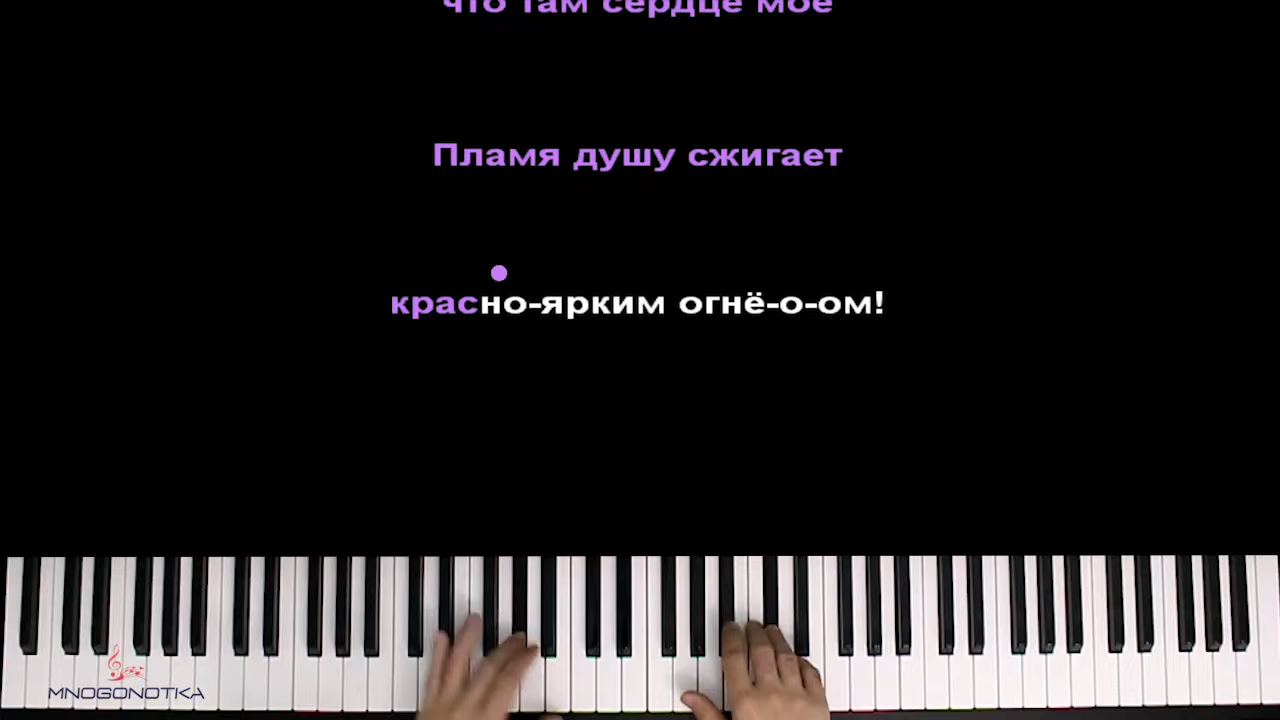 что там сердце моё
Пламя душу сжигает
красно-ярким огнё-о-ом!
MNOGONOTKA